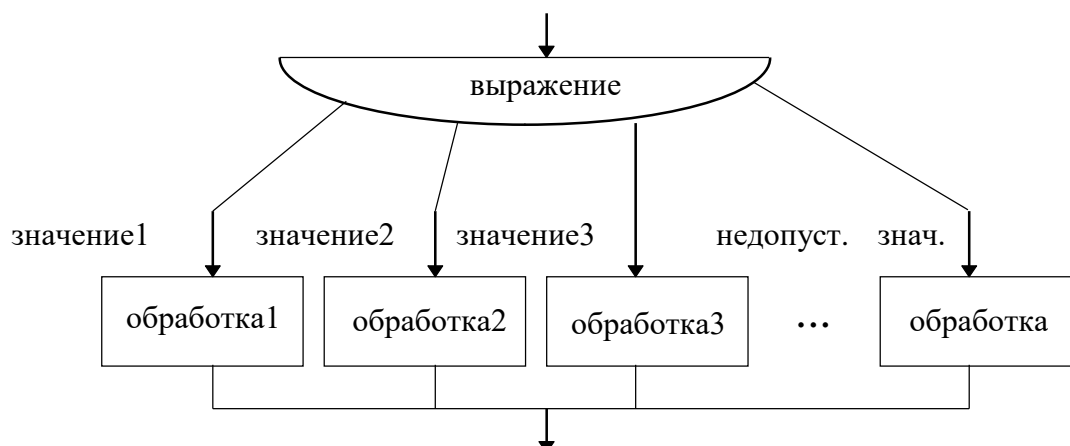 выражение
значение1 значение2 значение3 недопуст. знач.
обработка1 обработка2 обработка3 ... обработка